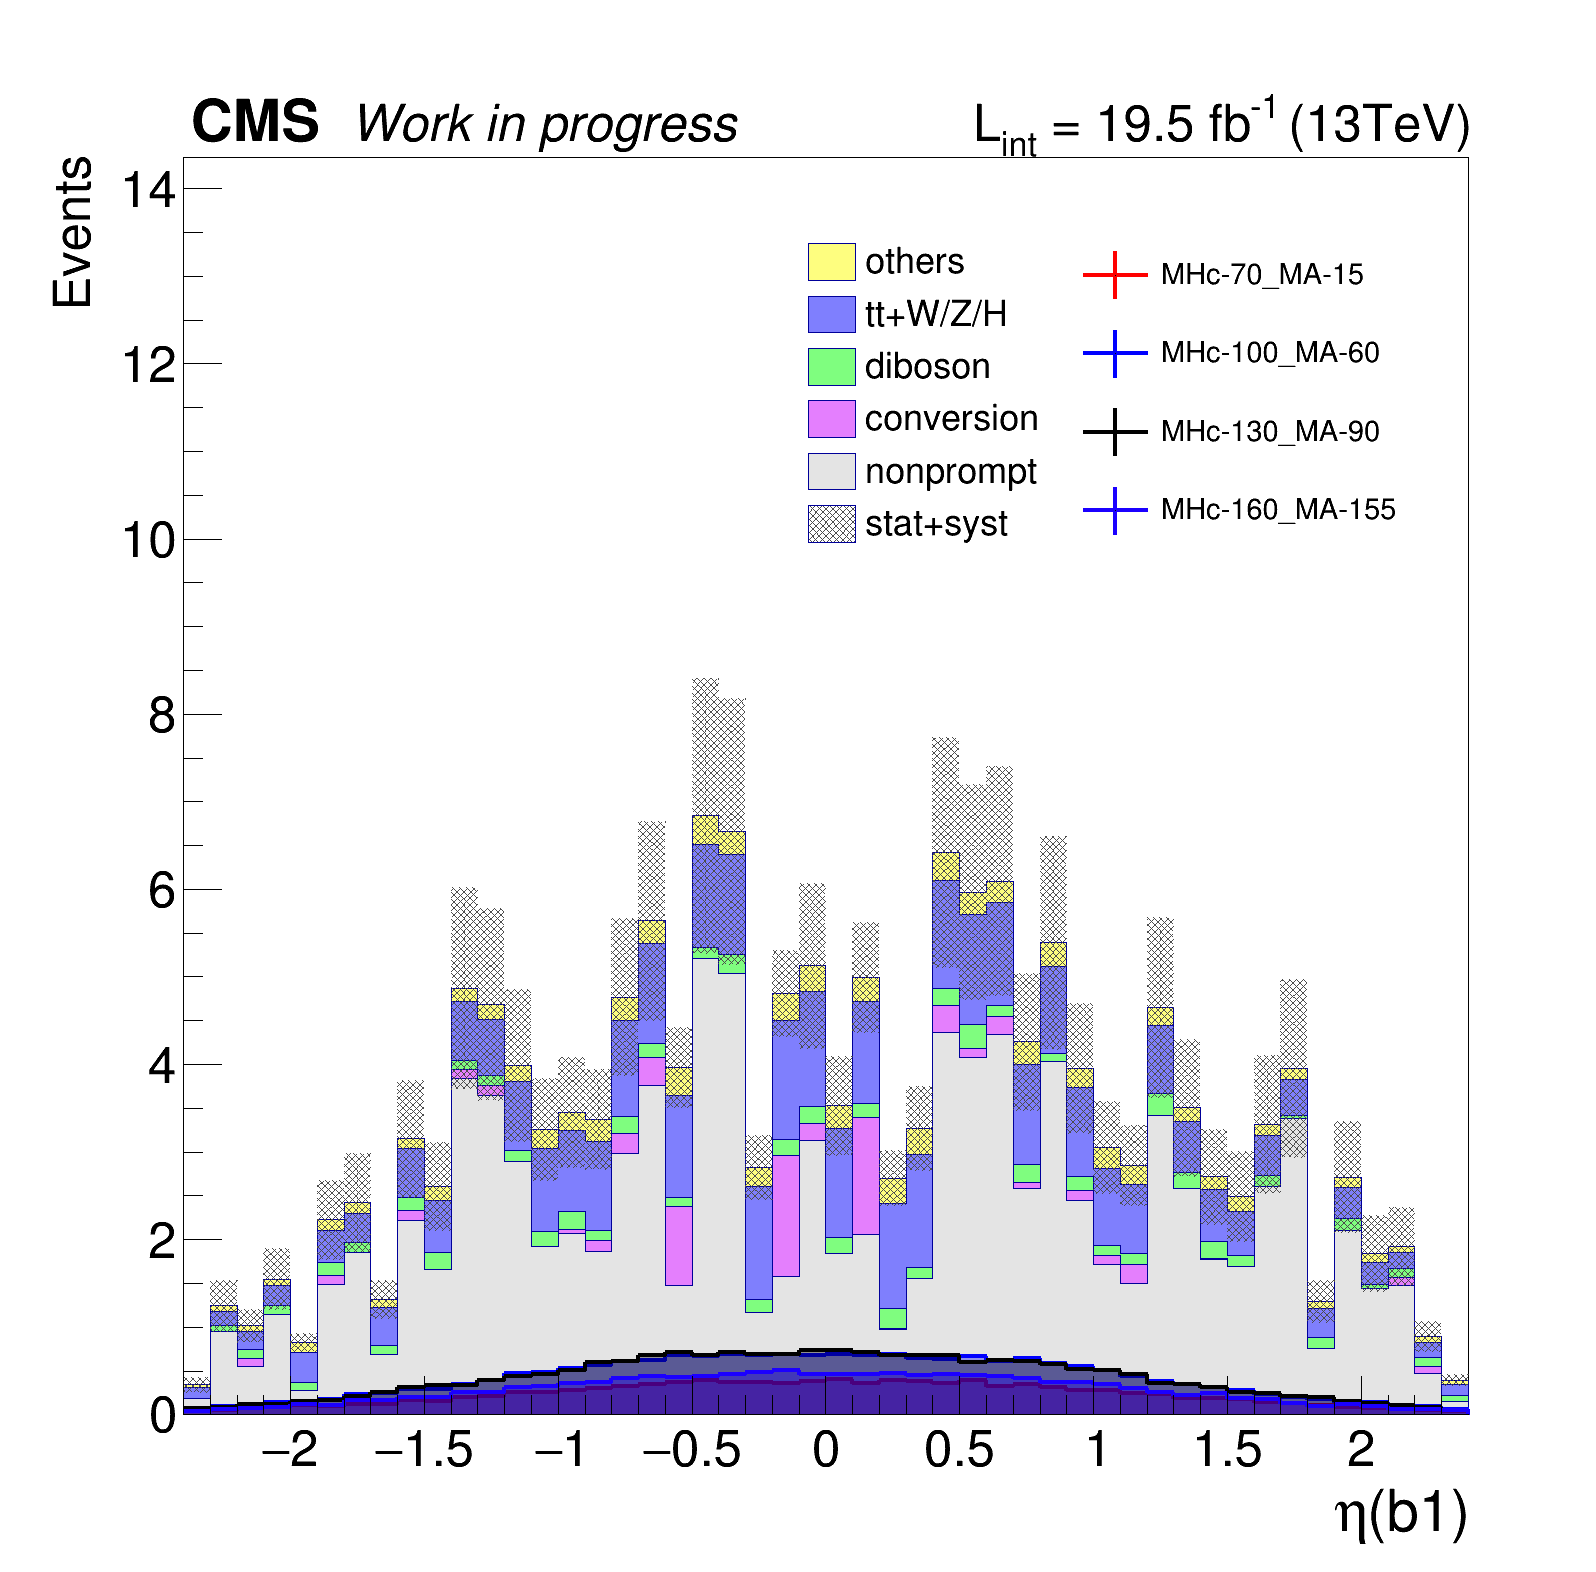 CMS Work in progress L_int = 19.5 fb^-1 (13TeV)
Events
14
12
10
8
6
4
2
0
others
tt+W/Z/H
diboson
conversion
nonprompt
stat+syst
MHc-70_MA-15
MHc-100_MA-60
MHc-130_MA-90
MHc-160_MA-155
−2 −1.5 −1 −0.5 0 0.5 1 1.5 2
η(b1)